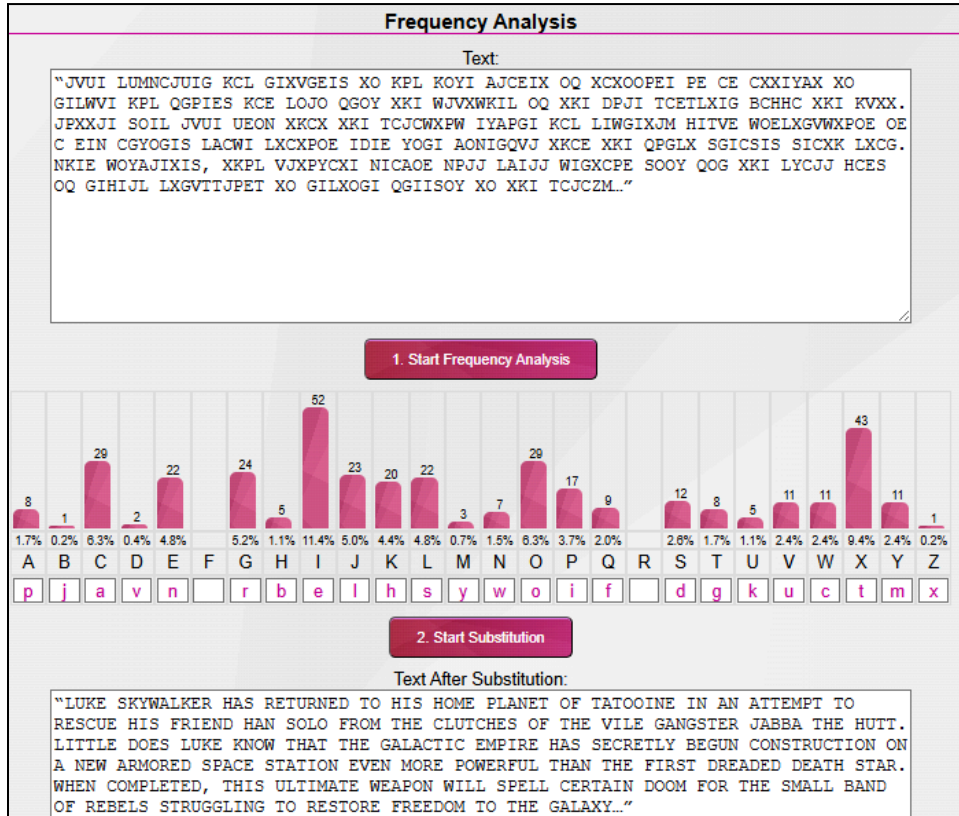 Frequency Analysis
Text:
“JVUI LUMNCJUIG KCL GIXVGEIS XO KPL KOYI AJCEIX OQ XCXOOPEI PE CE CXXIYAX XO
GILWVI KPL QGPIES KCE LOJO QGOY XKI WJVXWKIL OQ XKI DPJI TCETLXIG BCHHC XKI KVXX.
JPXXJI SOIL JVUI UEON XKCX XKI TCJCWXPW IYAPGI KCL LIWGIXJM HITVE WOELXGVWXPOE OE
C EIN CGYOGIS LACWI LXCXPOE IDIE YOGI AONIGQVJ XKCE XKI QPGLX SGICSIS SICXK LXCG.
NKIE WOYAJIXIS, XKPL VJXPYCXI NICAOE NPJJ LAIJJ WIGXCPE SOOY QOG XKI LYCJJ HCES
OQ GIHIJL LXGVTTJPET XO GILXOGI QGIISOY XO XKI TCJCZM…”
1. Start Frequency Analysis
8 1 29 2 22 24 5 52 23 20 22 3 7 29 17 9 12 8 5 11 11 43 11 1
1.7% 0.2% 6.3% 0.4% 4.8% 5.2% 1.1% 11.4% 5.0% 4.4% 4.8% 0.7% 1.5% 6.3% 3.7% 2.0% 2.6% 1.7% 1.1% 2.4% 2.4% 9.4% 2.4% 0.2%
A B C D E F G H I J K L M N O P Q R S T U V W X Y Z
p j a v n r b e l h s y w o i f d g k u c t m x
2. Start Substitution
Text After Substitution:
“LUKE SKYWALKER HAS RETURNED TO HIS HOME PLANET OF TATOOINE IN AN ATTEMPT TO
RESCUE HIS FRIEND HAN SOLO FROM THE CLUTCHES OF THE VILE GANGSTER JABBA THE HUTT.
LITTLE DOES LUKE KNOW THAT THE GALACTIC EMPIRE HAS SECRETLY BEGUN CONSTRUCTION ON
A NEW ARMORED SPACE STATION EVEN MORE POWERFUL THAN THE FIRST DREADED DEATH STAR.
WHEN COMPLETED, THIS ULTIMATE WEAPON WILL SPELL CERTAIN DOOM FOR THE SMALL BAND
OF REBELS STRUGGLING TO RESTORE FREEDOM TO THE GALAXY…”